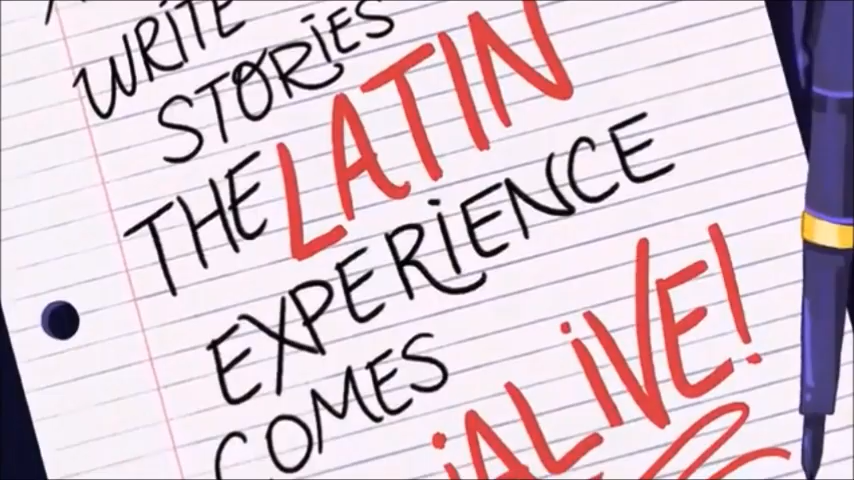 WRiTE
STORiES
THE LATIN
EXPERiENCE
COMES
¡ALiVE!